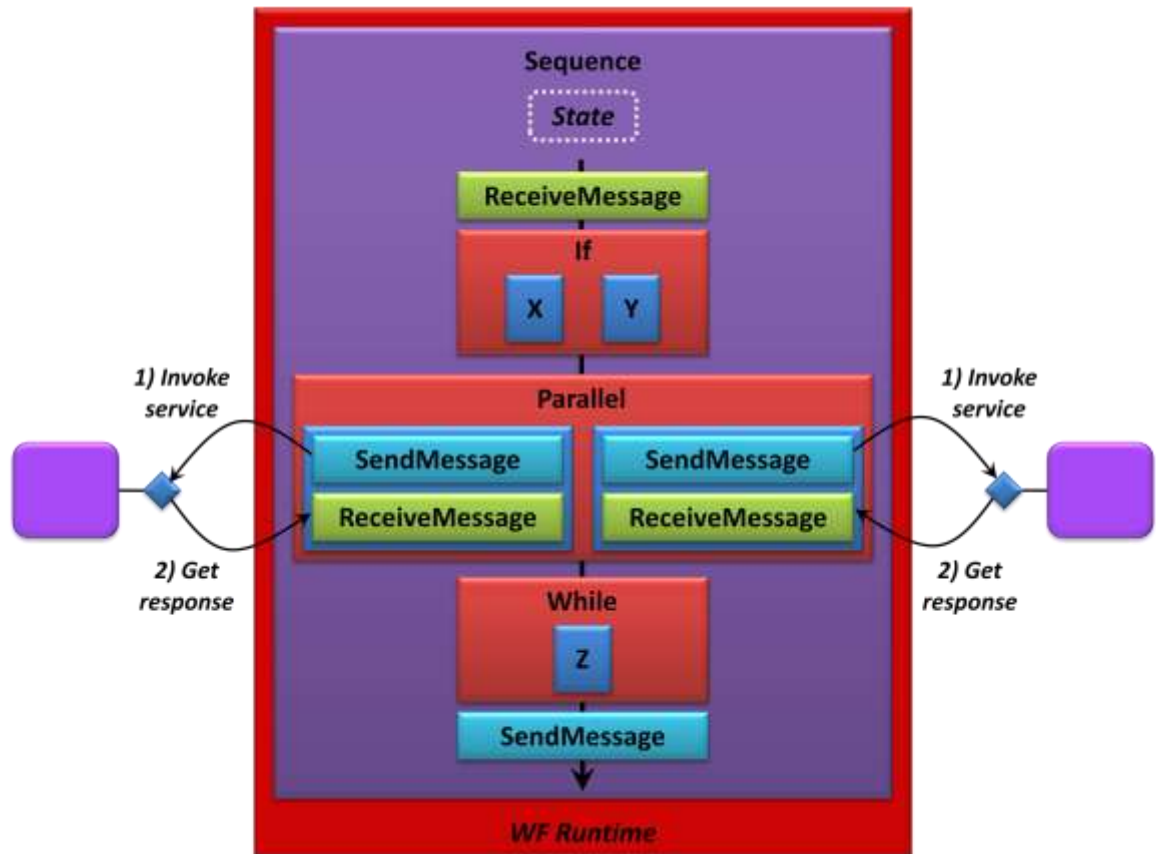 Sequence
State
ReceiveMessage
If
X Y
1) Invoke
service
1) Invoke
service
Parallel
SendMessage SendMessage
ReceiveMessage ReceiveMessage
2) Get
response
2) Get
response
While
Z
SendMessage
WF Runtime